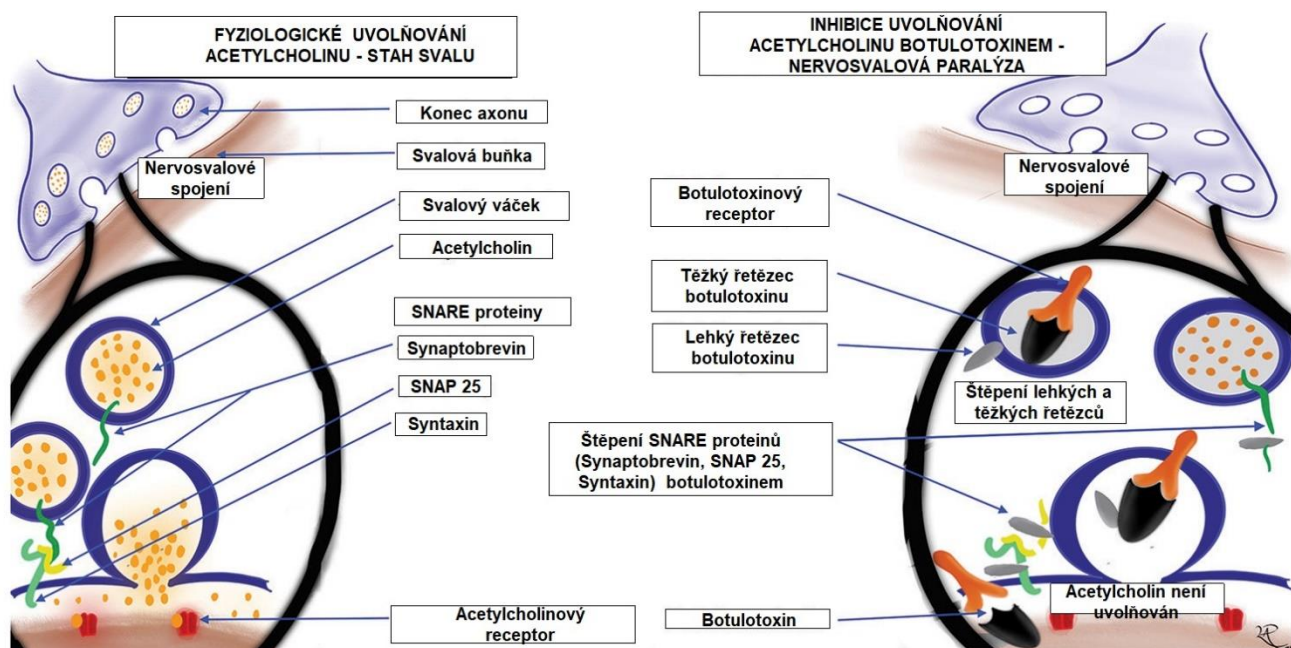 FYZIOLOGICKÉ UVOLŇOVÁNÍ
ACETYLCHOLINU - STAH SVALU
Konec axonu
Svalová buňka
Nervosvalové
spojení
Svalový váček
Acetylcholin
SNARE proteiny
Synaptobrevin
SNAP 25
Syntaxin
Acetylcholinový
receptor
INHIBICE UVOLŇOVÁNÍ
ACETYLCHOLINU BOTULOTOXINEM -
NERVOSVALOVÁ PARALÝZA
Nervosvalové
spojení
Botulotoxinový
receptor
Těžký řetězec
botulotoxinu
Lehký řetězec
botulotoxinu
Štěpení lehkých a
těžkých řetězců
Štěpení SNARE proteinů
(Synaptobrevin, SNAP 25,
Syntaxin) botulotoxinem
Acetylcholin není
uvolňován
Botulotoxin